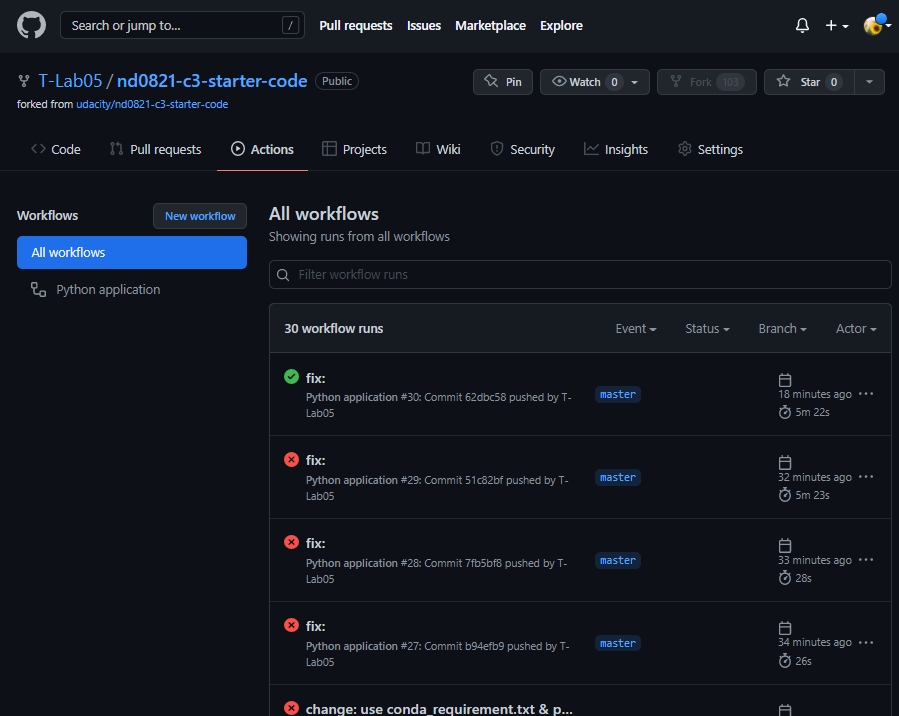 Search or jump to... /
Pull requests Issues Marketplace Explore
T-Lab05 / nd0821-c3-starter-code Public
Pin Watch 0 Fork 103 Star 0
forked from udacity/nd0821-c3-starter-code
Code Pull requests Actions Projects Wiki Security Insights Settings
Workflows New workflow
All workflows
Python application
All workflows
Showing runs from all workflows
Filter workflow runs
30 workflow runs Event Status Branch Actor
fix:
Python application #30: Commit 62dbc58 pushed by T-
Lab05
master
18 minutes ago ...
5m 22s
fix:
Python application #29: Commit 51c82bf pushed by T-
Lab05
master
32 minutes ago ...
5m 23s
fix:
Python application #28: Commit 7fb5bf8 pushed by T-
Lab05
master
33 minutes ago ...
28s
fix:
Python application #27: Commit b94efb9 pushed by T-
Lab05
master
34 minutes ago ...
26s
change: use conda_requirement.txt & p...